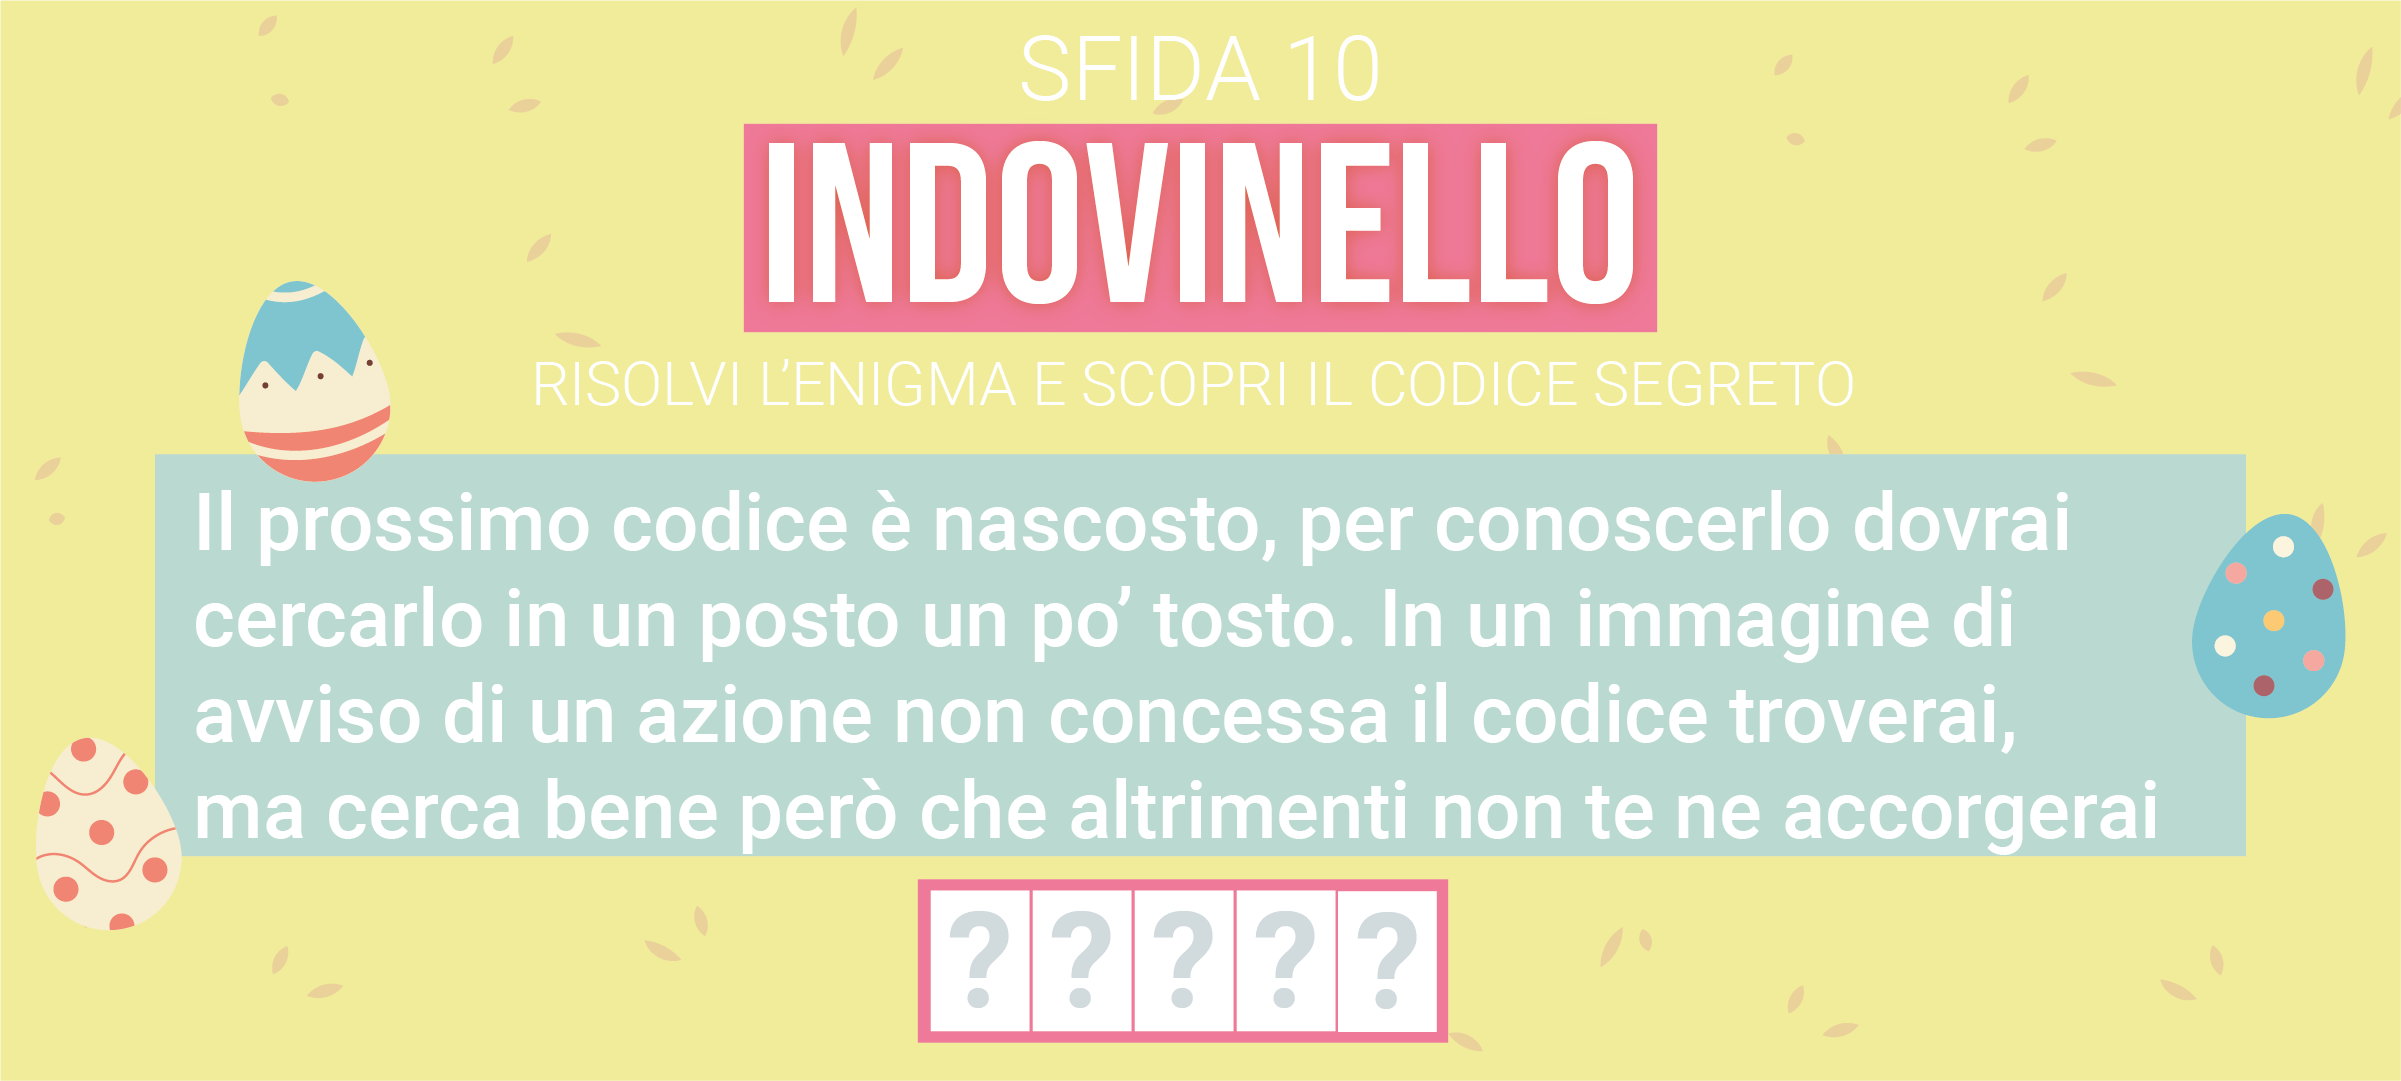 SFIDA 10
INDOVINELLO
RISOLVI L’ENIGMA E SCOPRI IL CODICE SEGRETO
Il prossimo codice è nascosto, per conoscerlo dovrai
cercarlo in un posto un po’ tosto. In un immagine di
avviso di un azione non concessa il codice troverai,
ma cerca bene però che altrimenti non te ne accorgerai
? ? ? ? ?